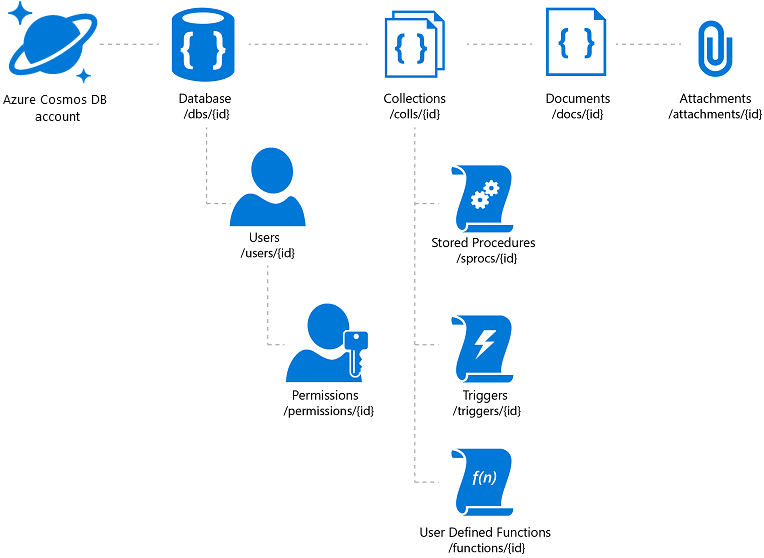 { }
{ }
{ }
Azure Cosmos DB
account
Database
/dbs/{id}
Collections
/colls/{id}
Documents
/docs/{id}
Attachments
/attachments/{id}
Users
/users/{id}
Stored Procedures
/sprocs/{id}
Permissions
/permissions/{id}
Triggers
/triggers/{id}
f(n)
User Defined Functions
/functions/{id}